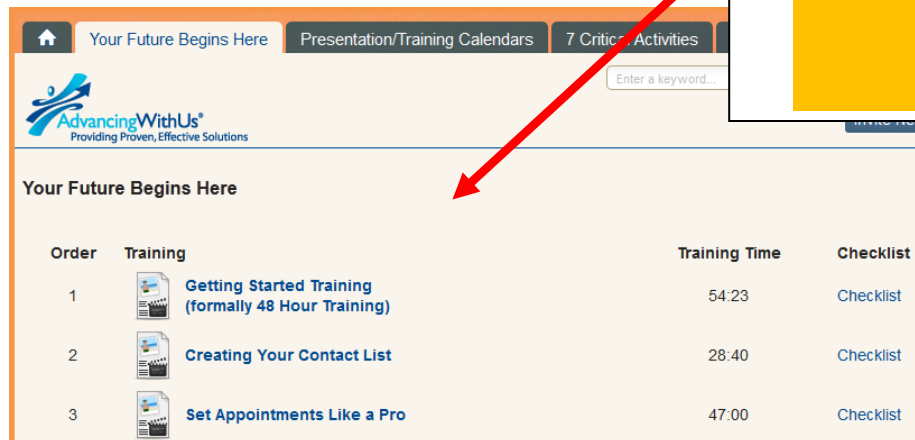 Your Future Begins Here Presentation/Training Calendars 7 Critical Activities
Enter a keyword...
AdvancingWithUs®
Providing Proven, Effective Solutions
Your Future Begins Here
Order Training Training Time Checklist
1 Getting Started Training
(formally 48 Hour Training) 54:23 Checklist
2 Creating Your Contact List 28:40 Checklist
3 Set Appointments Like a Pro 47:00 Checklist